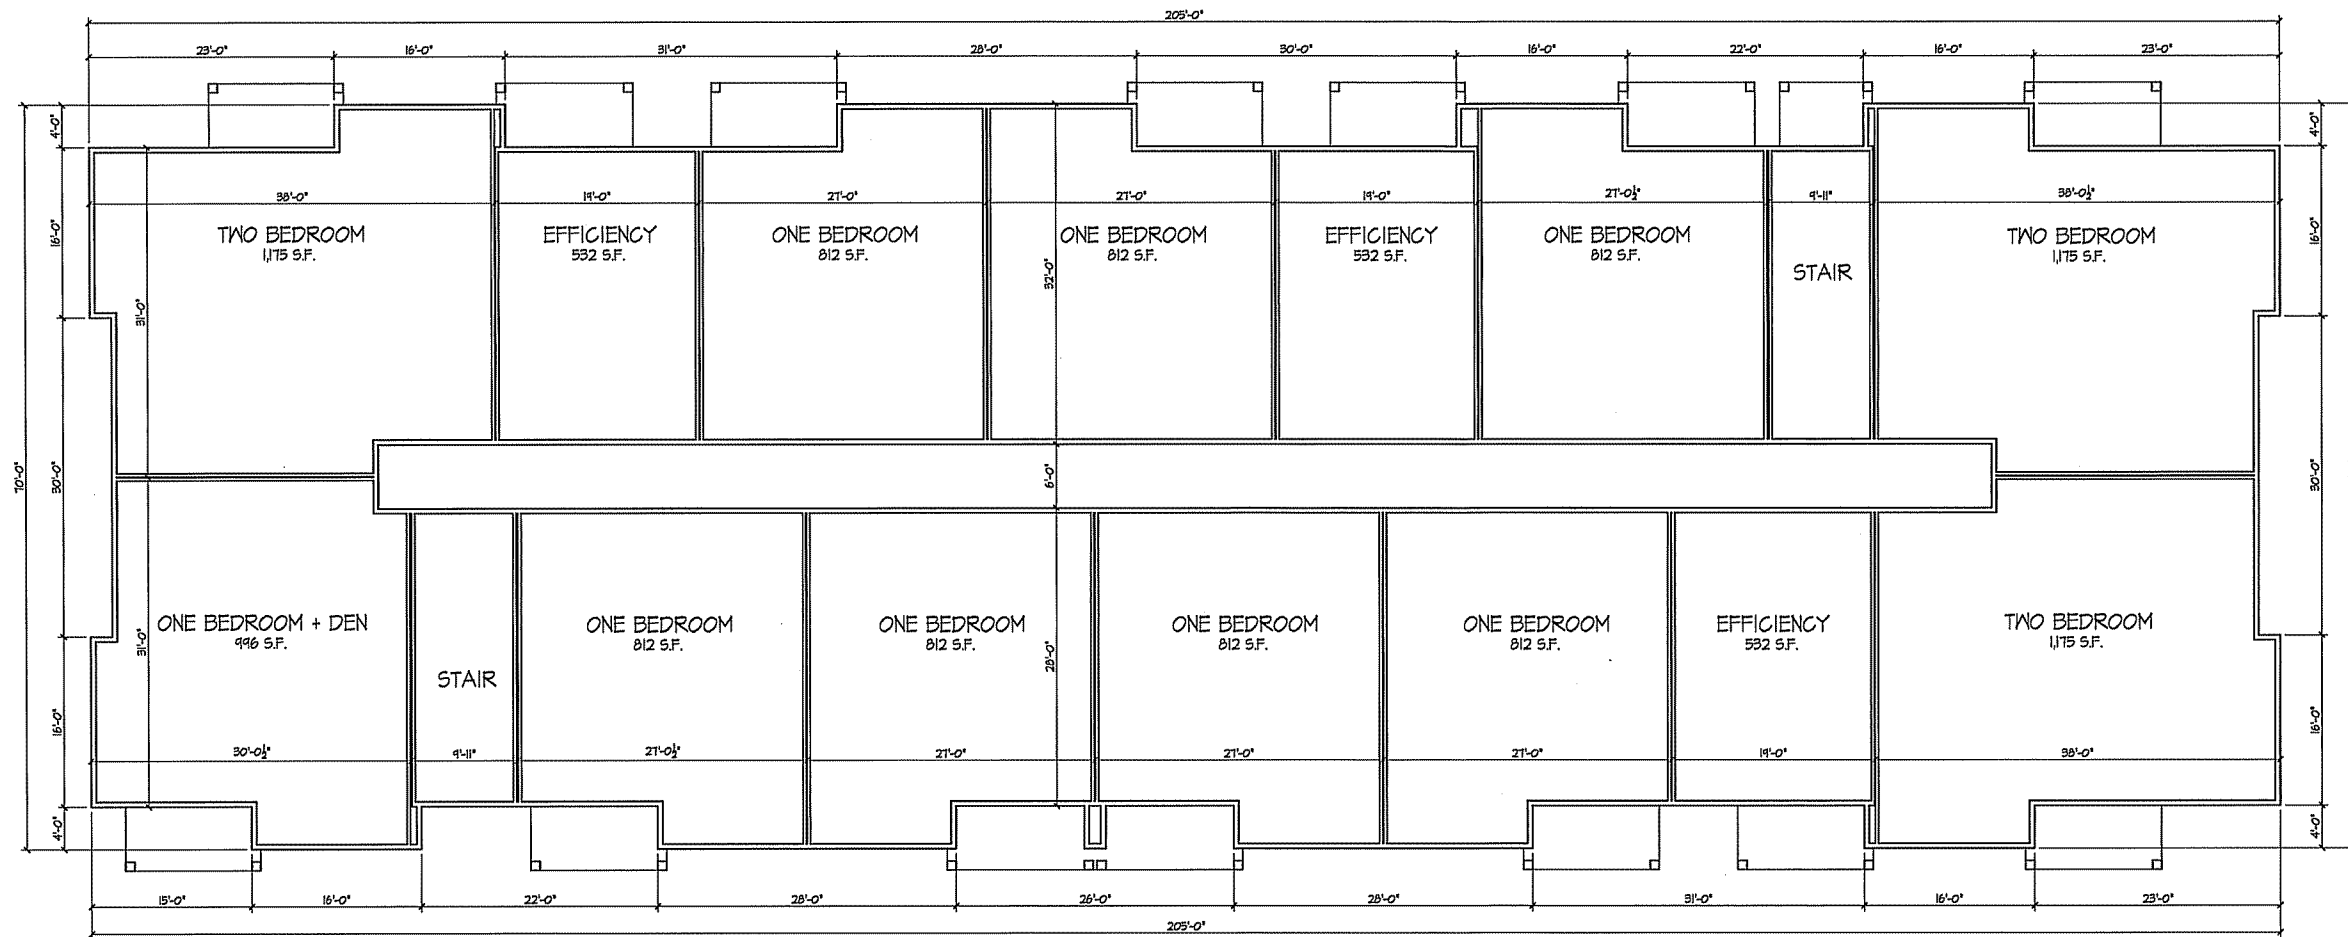 205'-0"
23'-0" 16'-0" 31'-0" 28'-0" 30'-0" 16'-0" 22'-0" 16'-0" 23'-0"
4'-0" 4'-0"
38'-0" 19'-0" 27'-0" 27'-0" 19'-0" 27'-0½" 9'-11" 38'-0½"
16'-0" 16'-0"
TWO BEDROOM
1,175 S.F.
EFFICIENCY
532 S.F.
ONE BEDROOM
812 S.F.
ONE BEDROOM
812 S.F.
EFFICIENCY
532 S.F.
ONE BEDROOM
812 S.F.
STAIR
TWO BEDROOM
1,175 S.F.
31'-0" 32'-0"
70'-0" 30'-0" 6'-0" 30'-0"
ONE BEDROOM + DEN
996 S.F.
STAIR
ONE BEDROOM
812 S.F.
ONE BEDROOM
812 S.F.
ONE BEDROOM
812 S.F.
ONE BEDROOM
812 S.F.
EFFICIENCY
532 S.F.
TWO BEDROOM
1,175 S.F.
31'-0" 28'-0"
16'-0" 16'-0"
30'-0½" 9'-11" 27'-0½" 27'-0" 27'-0" 27'-0" 19'-0" 38'-0"
4'-0" 4'-0"
15'-0" 16'-0" 22'-0" 28'-0" 26'-0" 28'-0" 31'-0" 16'-0" 23'-0"
205'-0"